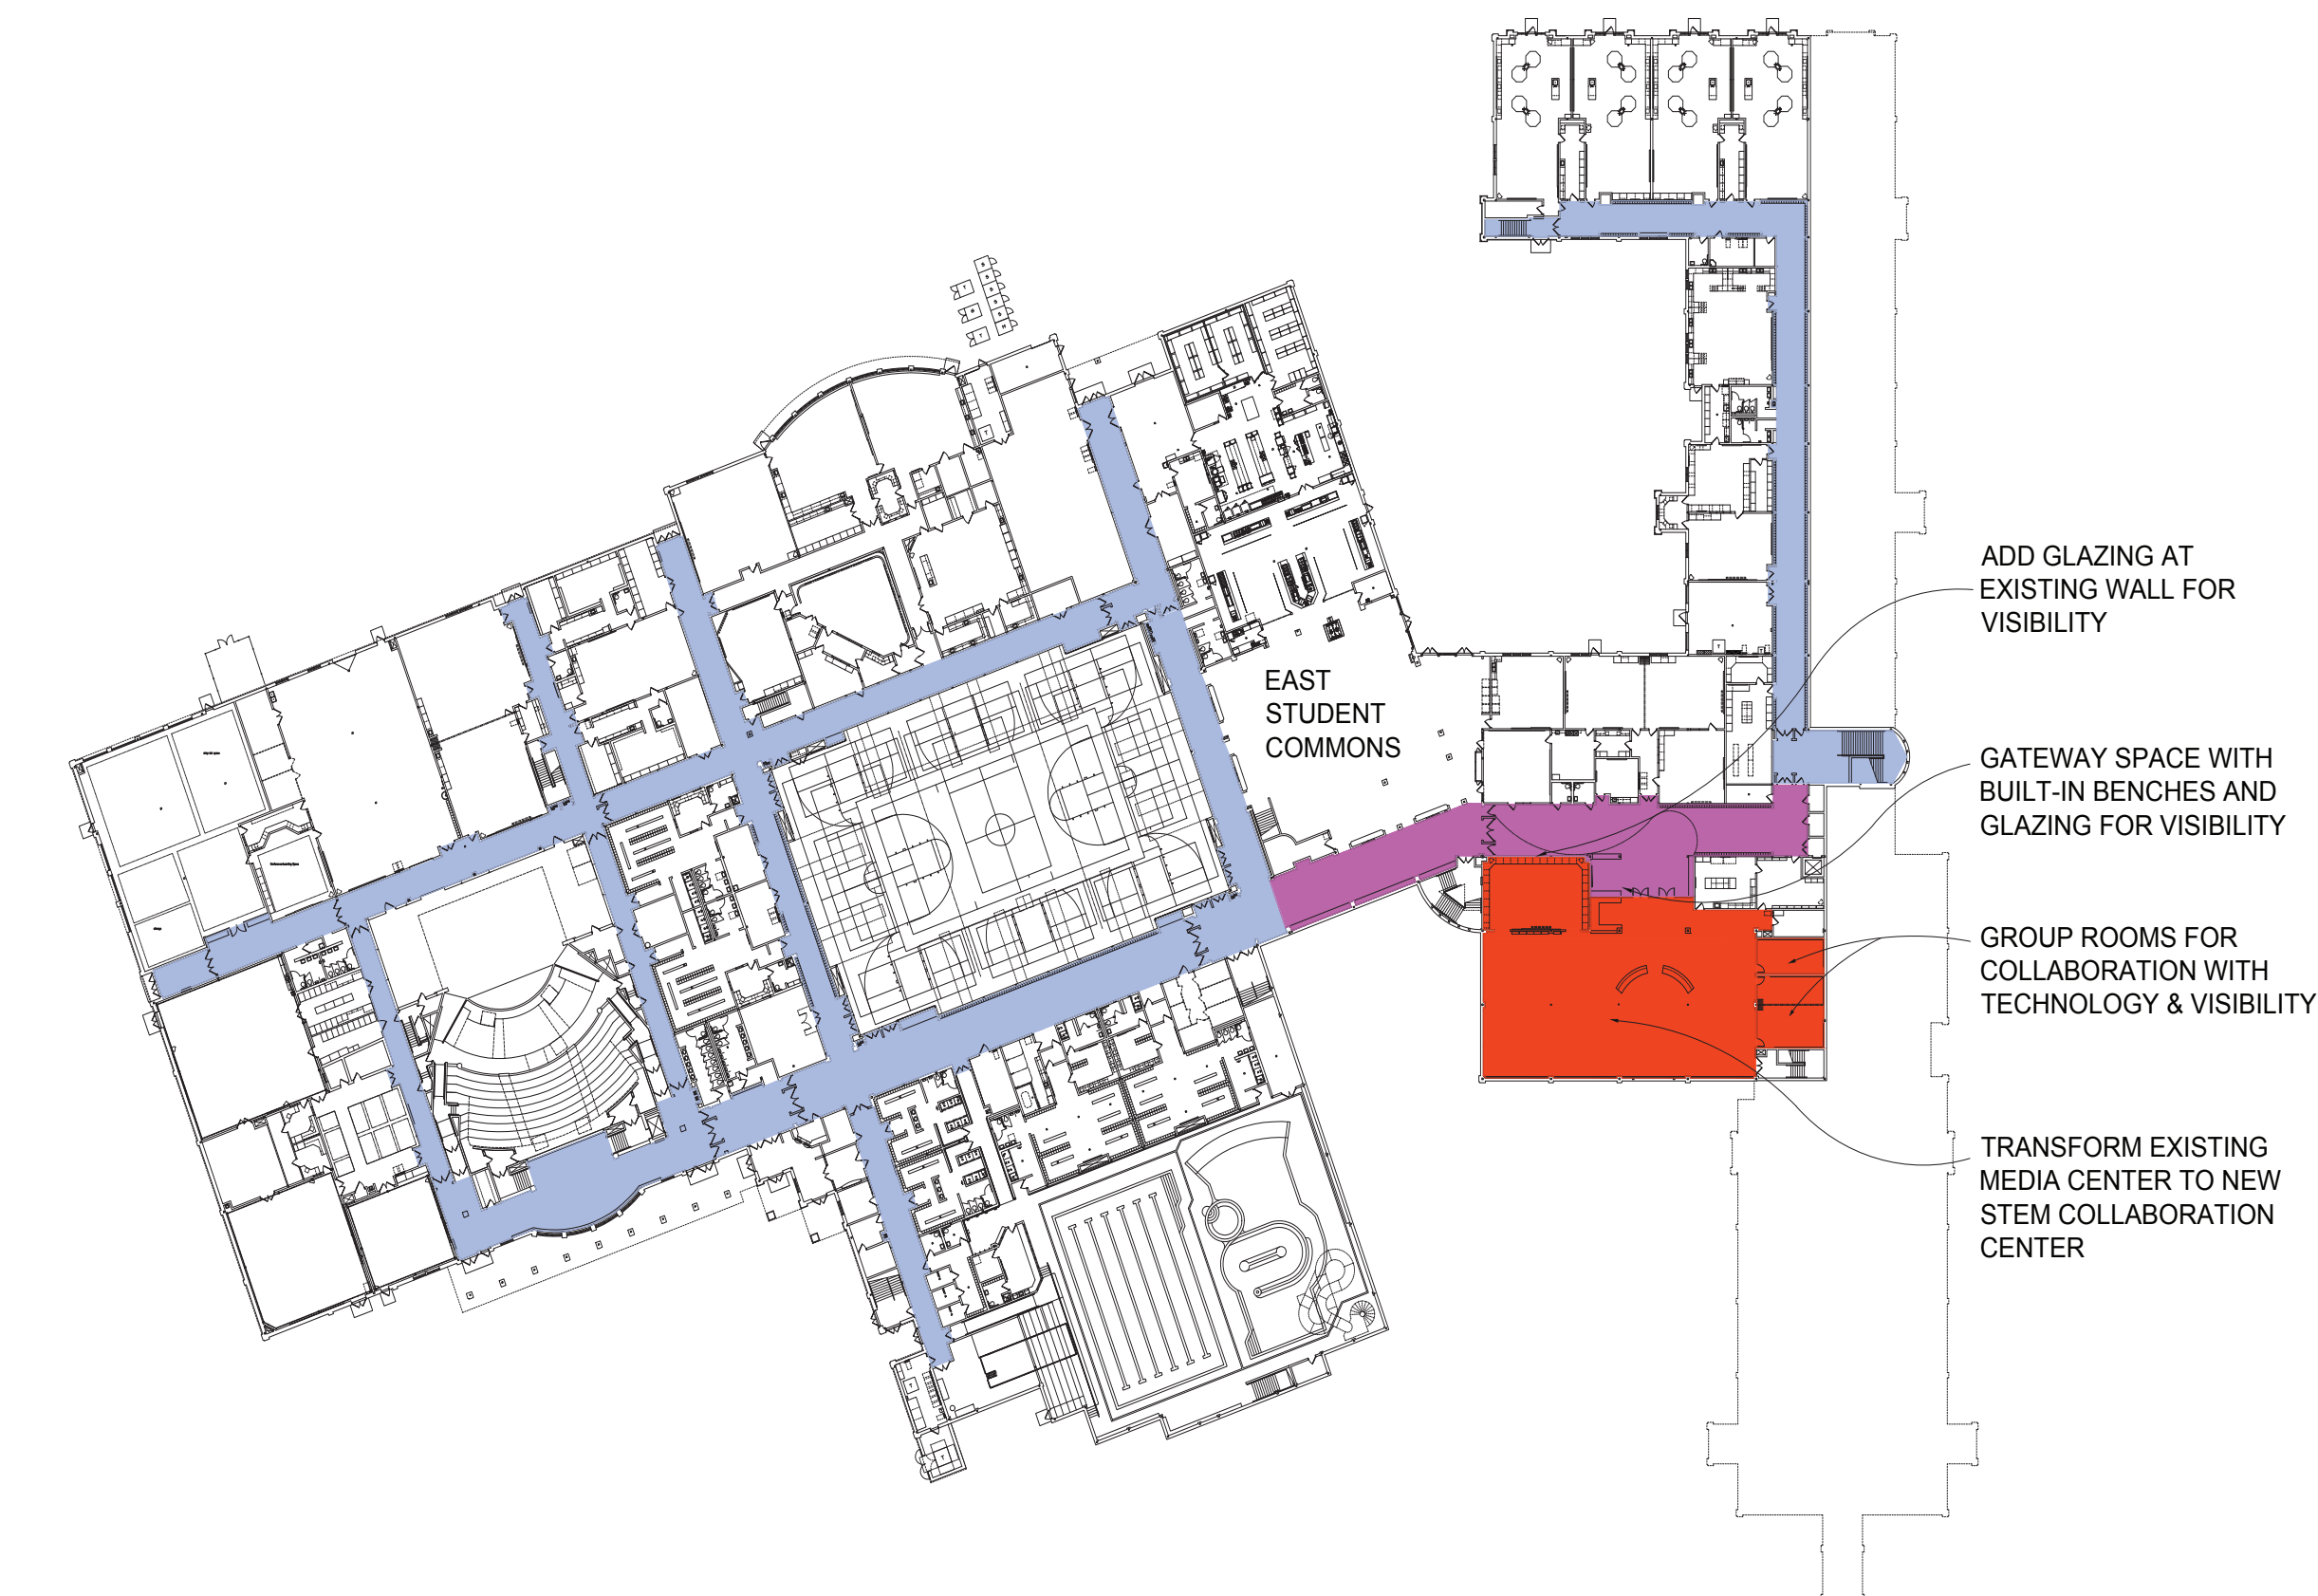 EAST
STUDENT
COMMONS
ADD GLAZING AT
EXISTING WALL FOR
VISIBILITY
GATEWAY SPACE WITH
BUILT-IN BENCHES AND
GLAZING FOR VISIBILITY
GROUP ROOMS FOR
COLLABORATION WITH
TECHNOLOGY & VISIBILITY
TRANSFORM EXISTING
MEDIA CENTER TO NEW
STEM COLLABORATION
CENTER